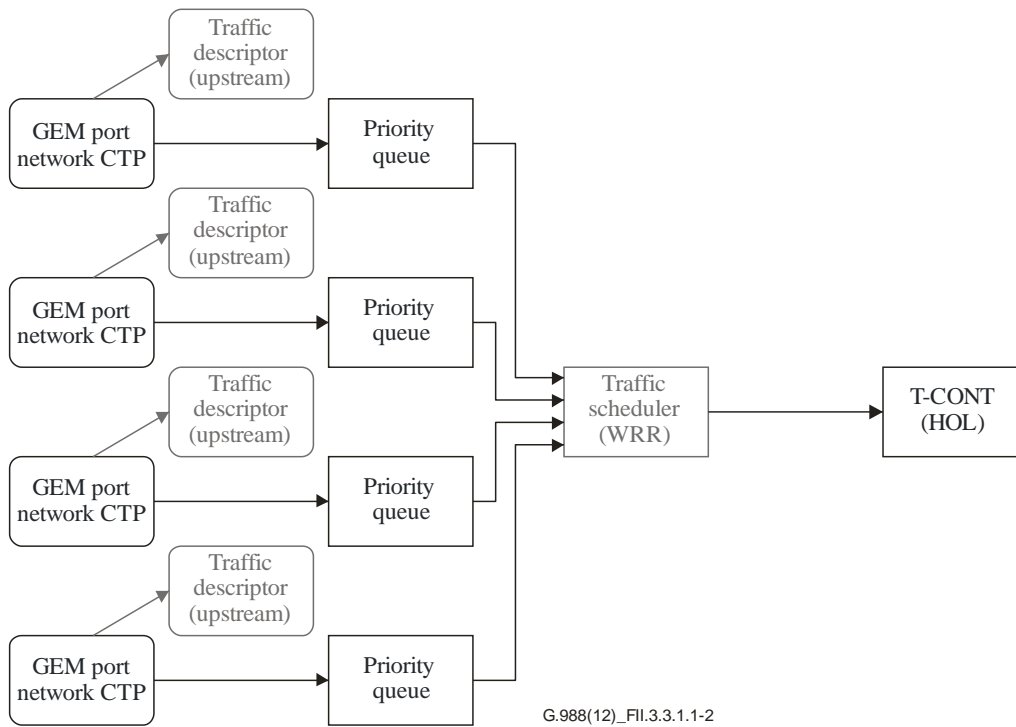 Traffic
descriptor
(upstream)
GEM port
network CTP
Priority
queue
Traffic
descriptor
(upstream)
GEM port
network CTP
Priority
queue
Traffic
descriptor
(upstream)
GEM port
network CTP
Priority
queue
Traffic
descriptor
(upstream)
GEM port
network CTP
Priority
queue
Traffic
scheduler
(WRR)
T-CONT
(HOL)
G.988(12)_FII.3.3.1.1-2